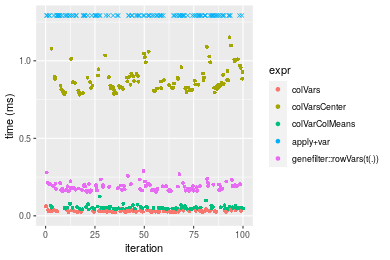 expr
colVars
colVarsCenter
colVarColMeans
apply+var
genefilter::rowVars(t(.))
time (ms)
1.0
0.5
0.0
0
25
50
75
100
iteration